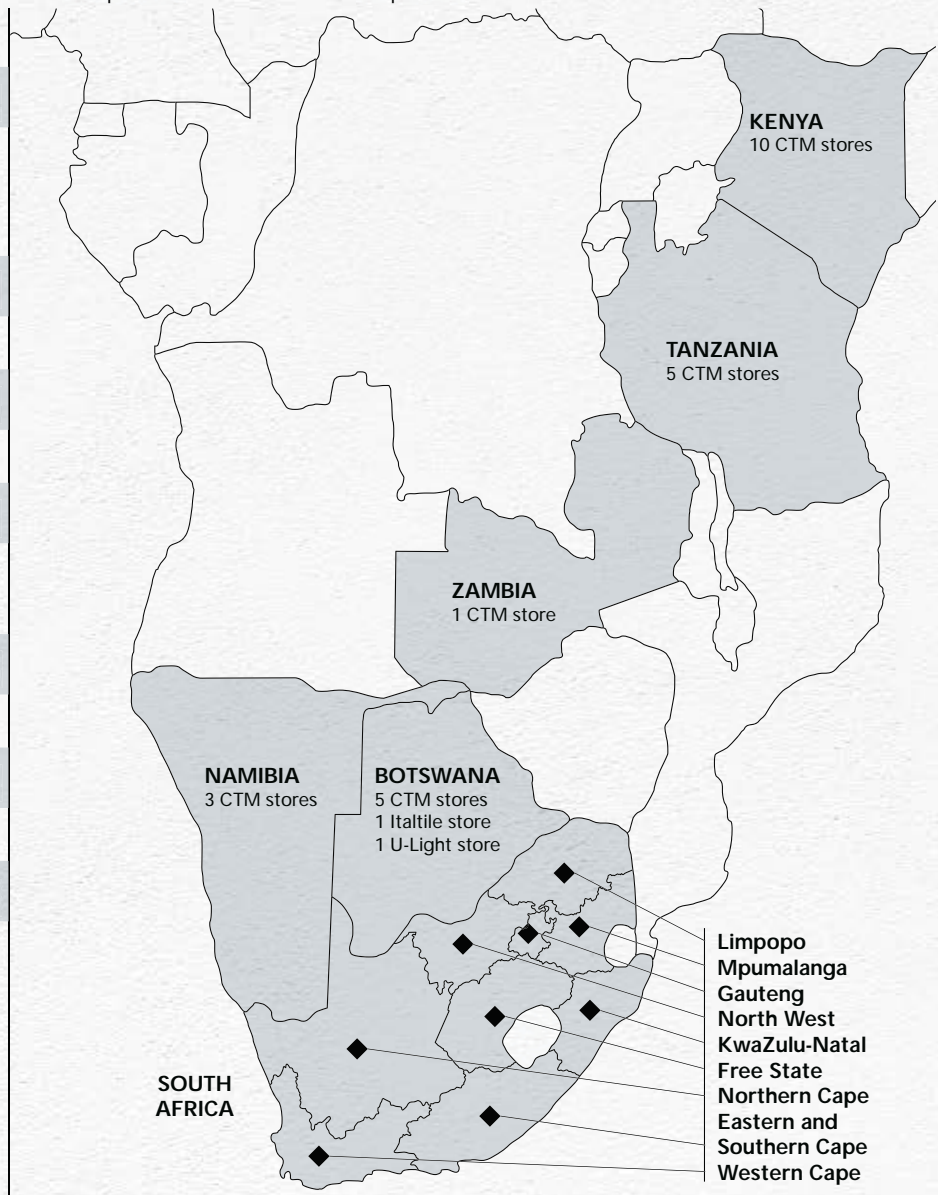 KENYA
10 CTM stores
TANZANIA
5 CTM stores
ZAMBIA
1 CTM store
NAMIBIA
3 CTM stores
BOTSWANA
5 CTM stores
1 Italtile store
1 U-Light store
SOUTH
AFRICA
Limpopo
Mpumalanga
Gauteng
North West
KwaZulu-Natal
Free State
Northern Cape
Eastern and
Southern Cape
Western Cape